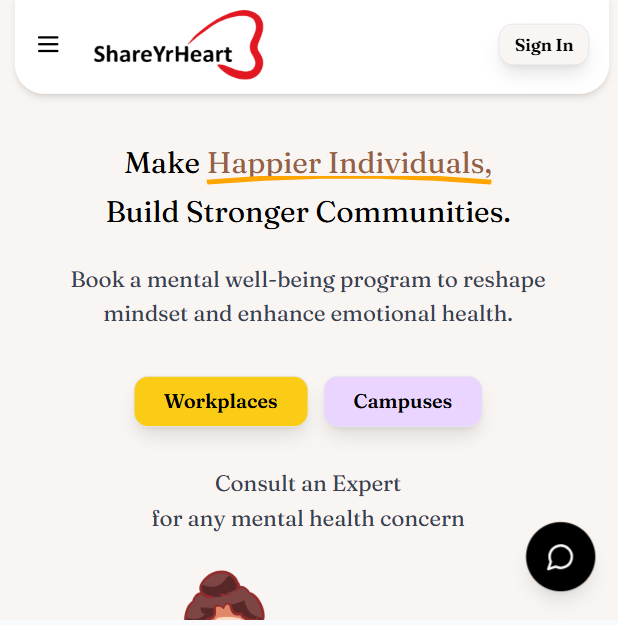 ShareYrHeart
Sign In
Make Happier Individuals,
Build Stronger Communities.
Book a mental well-being program to reshape
mindset and enhance emotional health.
Workplaces
Campuses
Consult an Expert
for any mental health concern